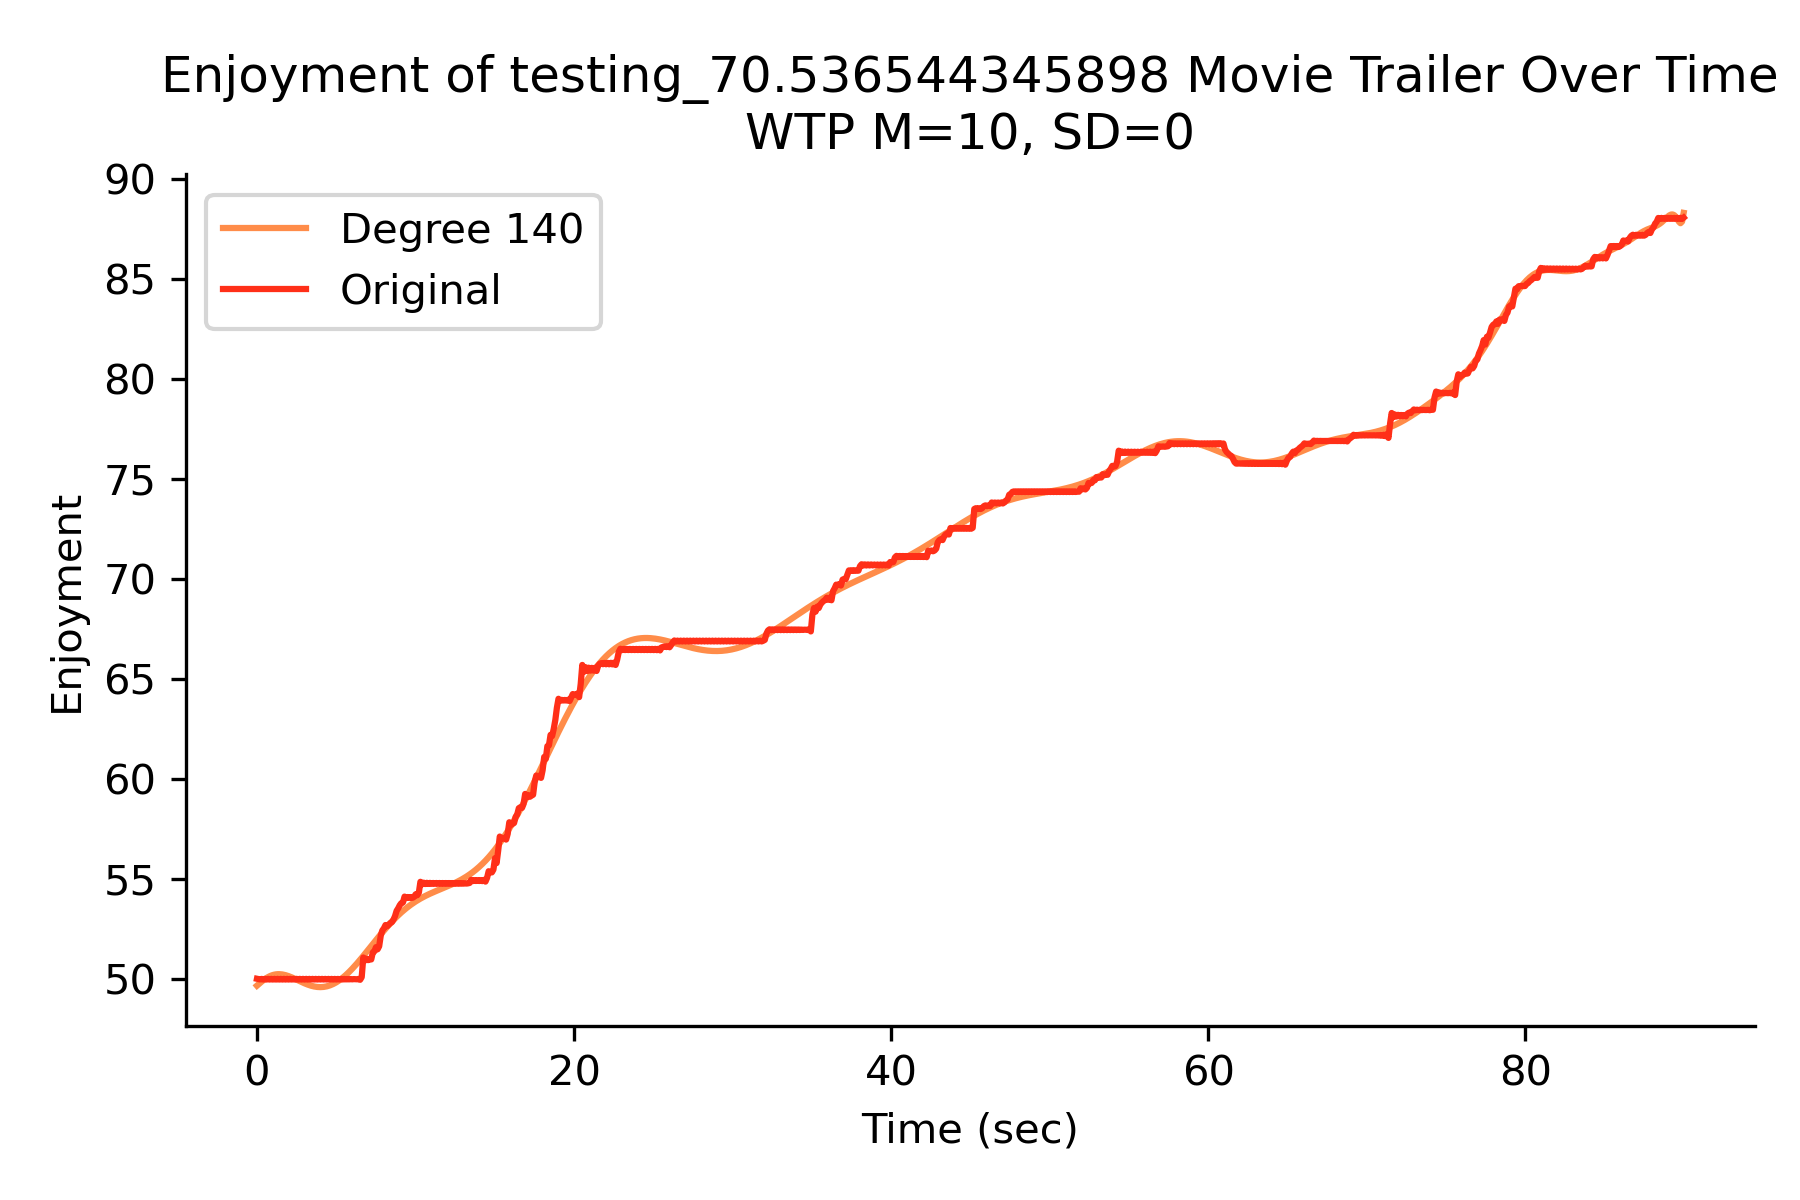 Enjoyment of testing_70.536544345898 Movie Trailer Over Time
WTP M=10, SD=0
90
85
80
75
70
65
60
55
50
Enjoyment
Degree 140
Original
0 20 40 60 80
Time (sec)